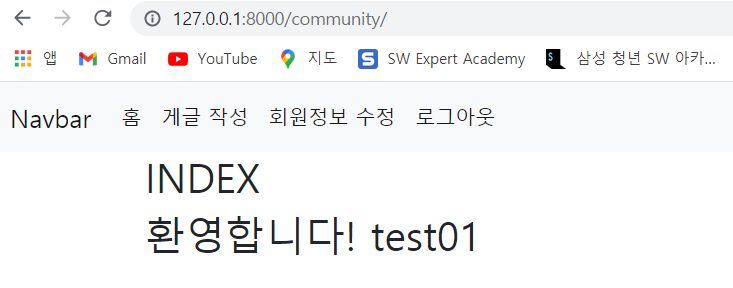 127.0.0.1:8000/community/
앱 Gmail YouTube 지도 SW Expert Academy 삼성 청년 SW 아카...
Navbar 홈 게글 작성 회원정보 수정 로그아웃
INDEX
환영합니다! test01